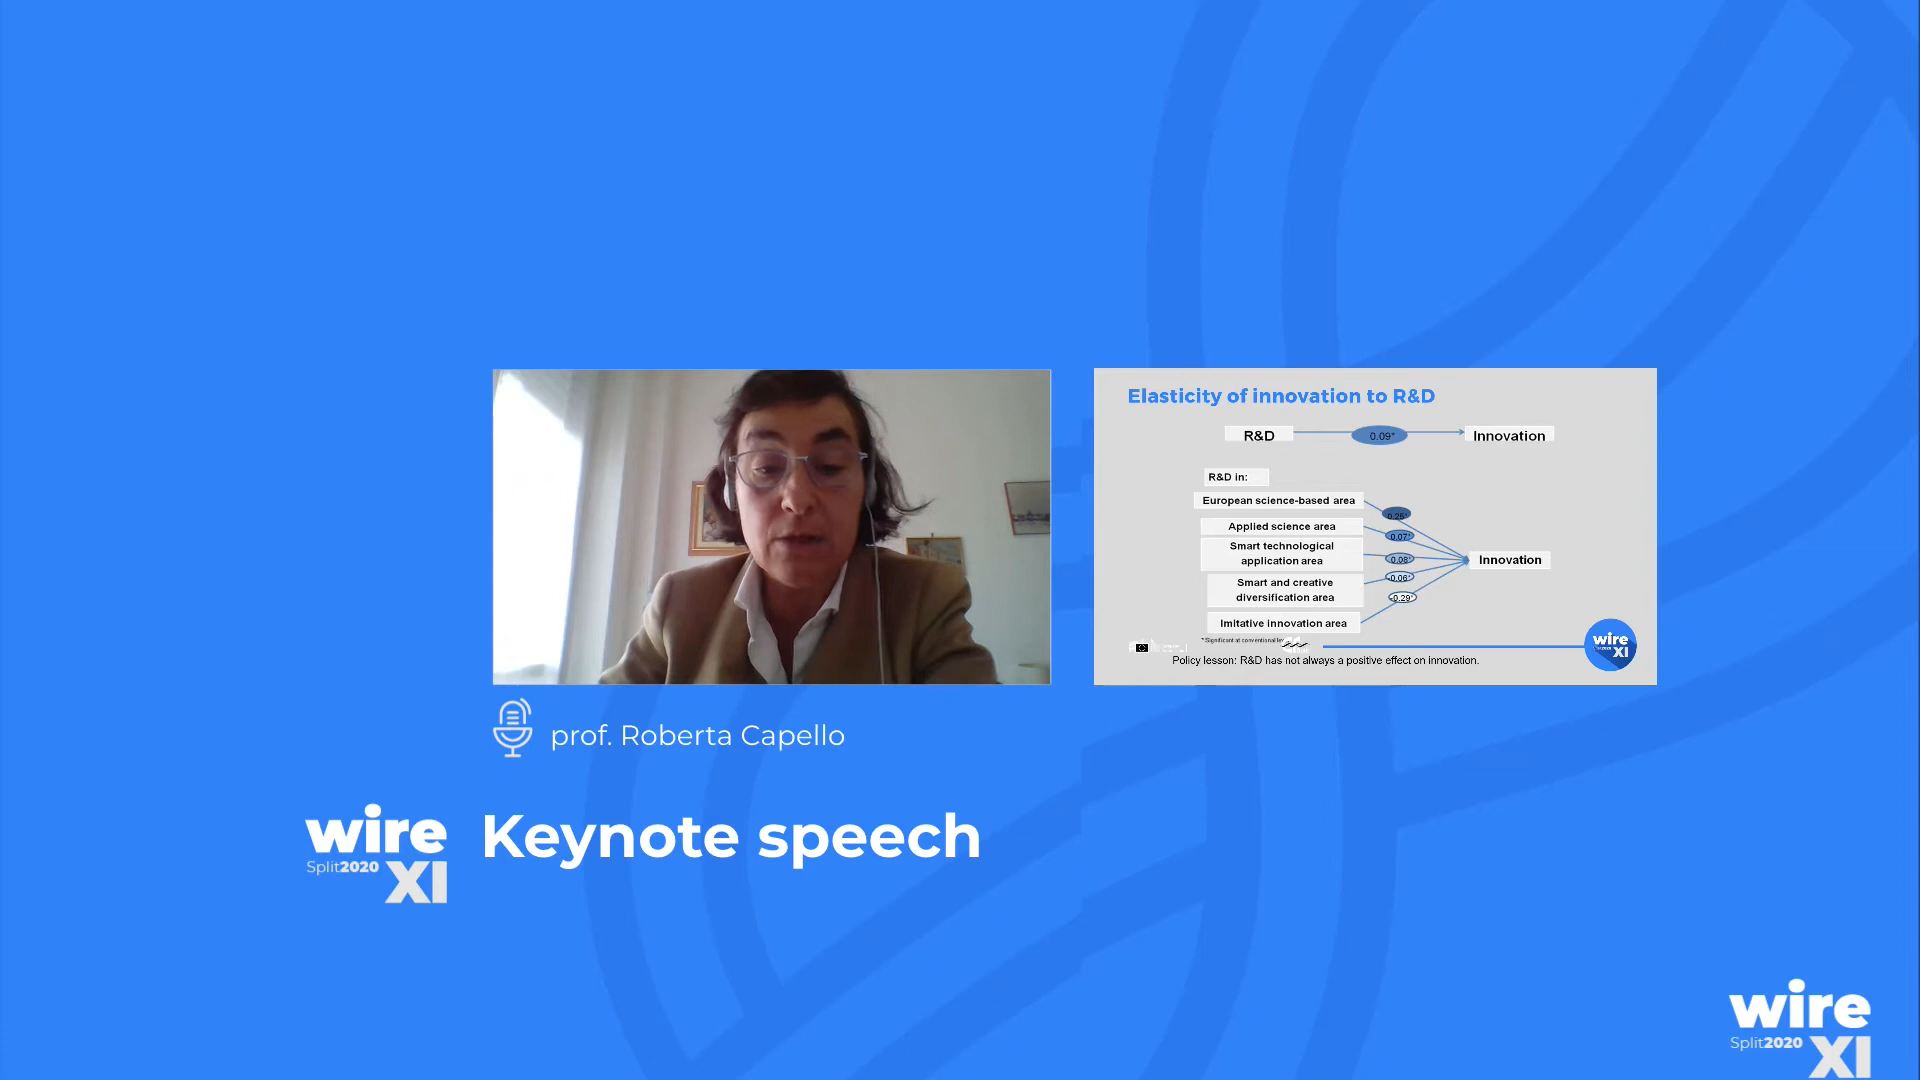 Elasticity of innovation to R&D
R&D
0.09*
Innovation
R&D in:
European science-based area
0.25*
Applied science area
0.07*
Smart technological
application area
0.08*
Innovation
Smart and creative
diversification area
-0.06*
-0.29*
Imitative innovation area
* Significant at conventional
wire
XI
Policy lesson: R&D has not always a positive effect on innovation.
prof. Roberta Capello
wire
Split2020
XI
Keynote speech
wire
Split2020
XI